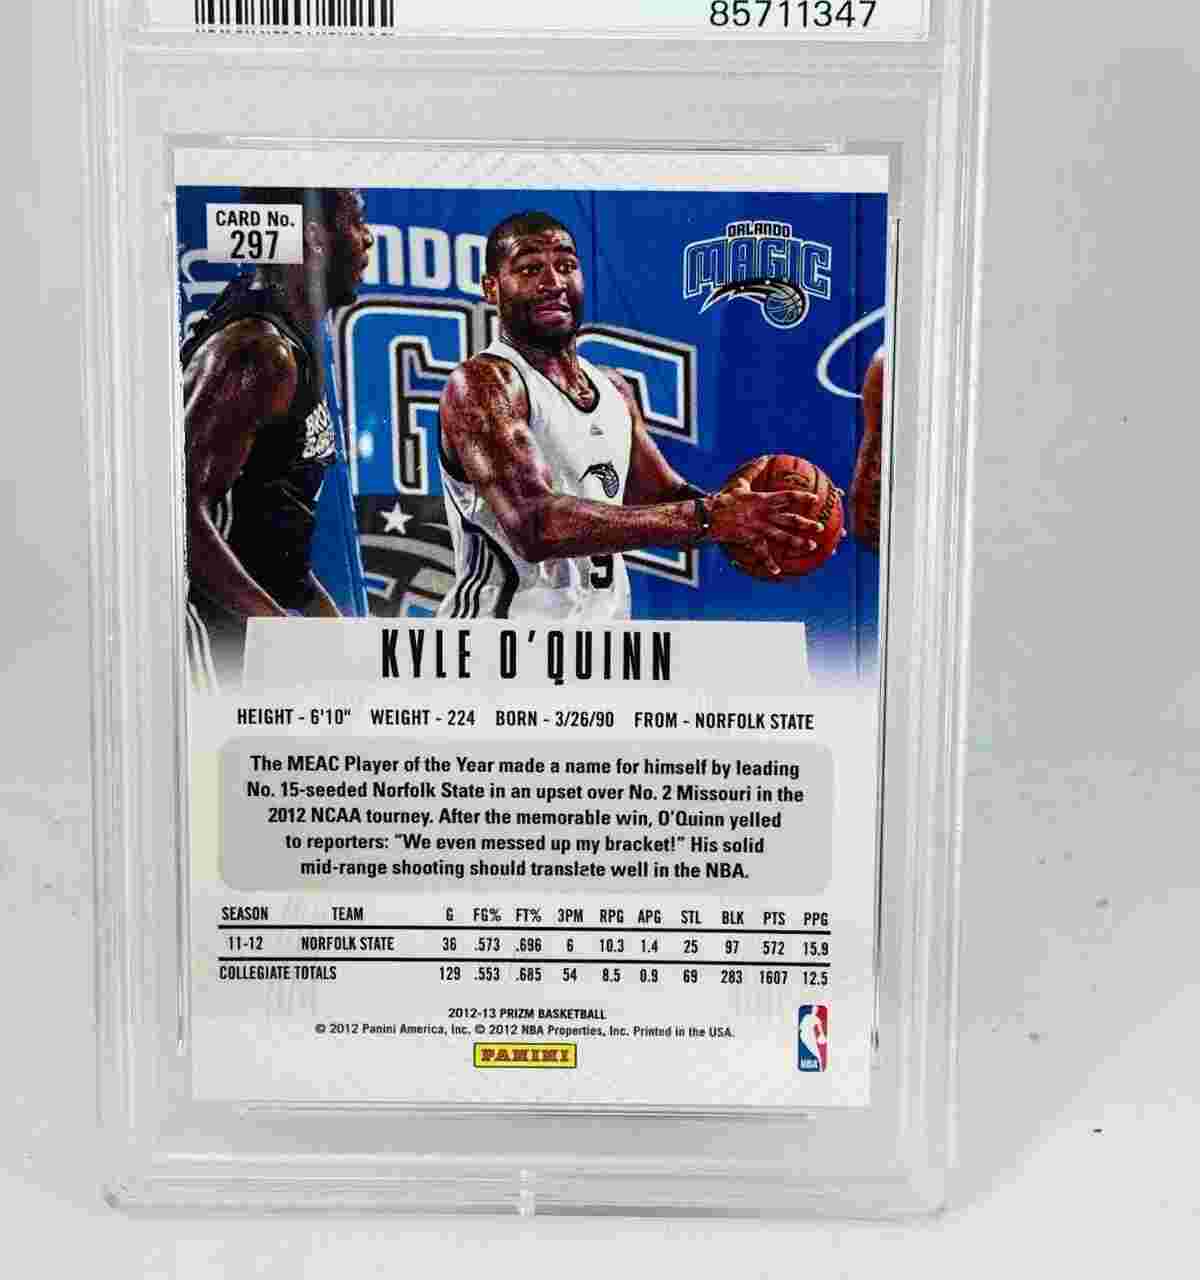 85711347
CARD No.
297
ORLANDO
MAGIC
NDO
KYLE O'QUINN
HEIGHT - 6'10" WEIGHT - 224 BORN - 3/26/90 FROM - NORFOLK STATE
The MEAC Player of the Year made a name for himself by leading
No. 15-seeded Norfolk State in an upset over No. 2 Missouri in the
2012 NCAA tourney. After the memorable win, O'Quinn yelled
to reporters: “We even messed up my bracket!” His solid
mid-range shooting should translate well in the NBA.
SEASON TEAM G FG% FT% 3PM RPG APG STL BLK PTS PPG
11-12 NORFOLK STATE 36 .573 .696 6 10.3 1.4 25 97 572 15.9
COLLEGIATE TOTALS 129 .553 .685 54 8.5 0.9 69 283 1607 12.5
2012-13 PRIZM BASKETBALL
© 2012 Panini America, Inc. © 2012 NBA Properties, Inc. Printed in the USA.
PANINI
NBA